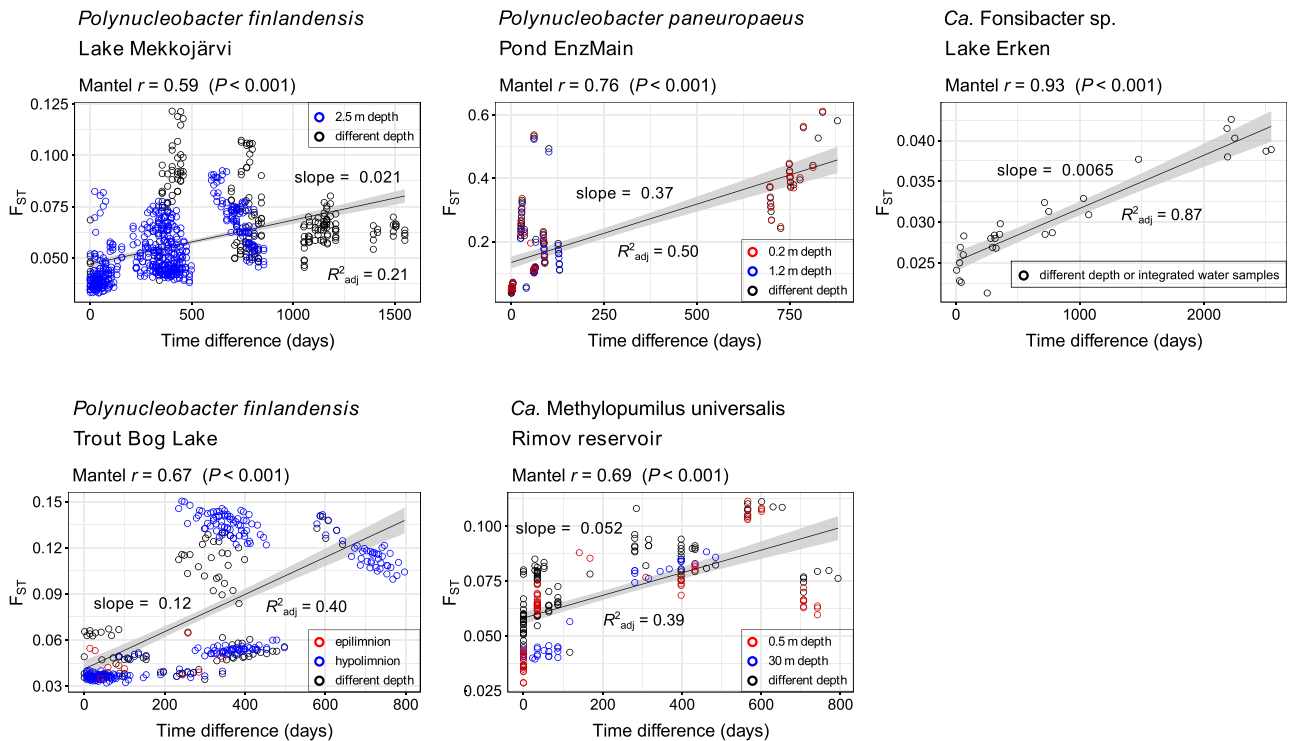 Polynucleobacter finlandensis
Lake Mekkojärvi
Mantel r = 0.59 (P < 0.001)
0.125
0.100
0.075
0.050
FST
2.5 m depth
different depth
slope = 0.021
R2adj = 0.21
0
500
1000
1500
Time difference (days)
Polynucleobacter paneuropaeus
Pond EnzMain
Mantel r = 0.76 (P < 0.001)
0.6
0.4
0.2
FST
slope = 0.37
R2adj = 0.50
0.2 m depth
1.2 m depth
different depth
0
250
500
750
Time difference (days)
Ca. Fonsibacter sp.
Lake Erken
Mantel r = 0.93 (P < 0.001)
0.040
0.035
0.030
0.025
FST
slope = 0.0065
R2adj = 0.87
different depth or integrated water samples
0
1000
2000
Time difference (days)
Polynucleobacter finlandensis
Trout Bog Lake
Mantel r = 0.67 (P < 0.001)
0.15
0.12
0.09
0.06
0.03
FST
slope = 0.12
R2adj = 0.40
epilimnion
hypolimnion
different depth
0
200
400
600
800
Time difference (days)
Ca. Methylopumilus universalis
Rimov reservoir
Mantel r = 0.69 (P < 0.001)
0.100
0.075
0.050
0.025
FST
slope = 0.052
R2adj = 0.39
0.5 m depth
30 m depth
different depth
0
200
400
600
800
Time difference (days)